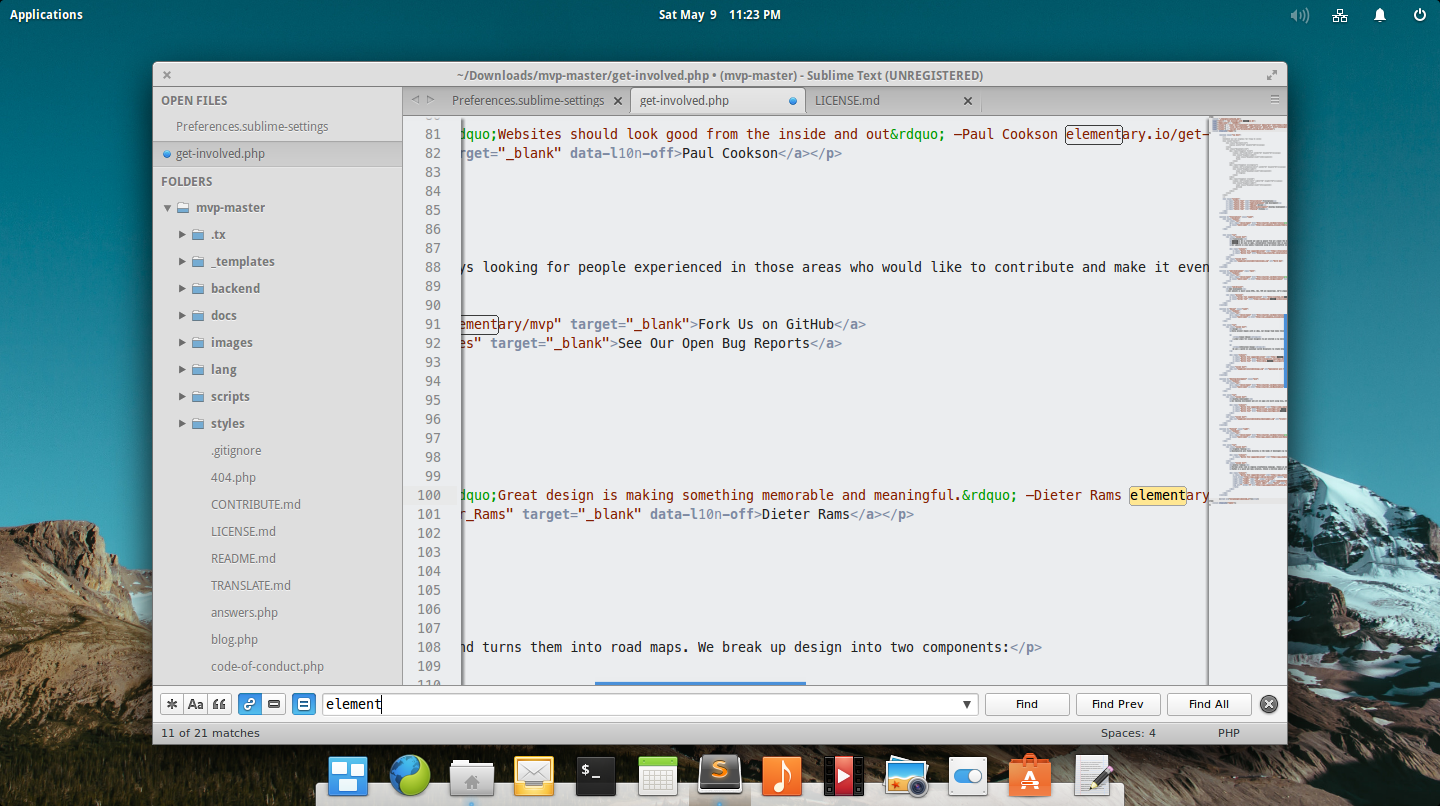 Applications Sat May 9 11:23 PM
~/Downloads/mvp-master/get-involved.php • (mvp-master) - Sublime Text (UNREGISTERED)
OPEN FILES
Preferences.sublime-settings
get-involved.php
FOLDERS
mvp-master
.tx
_templates
backend
docs
images
lang
scripts
styles
.gitignore
404.php
CONTRIBUTE.md
LICENSE.md
README.md
TRANSLATE.md
answers.php
blog.php
code-of-conduct.php
Preferences.sublime-settings get-involved.php LICENSE.md
81 dquo;Websites should look good from the inside and out&rdquo; —Paul Cookson elementary.io/get-
82 rget="_blank" data-l10n-off>Paul Cookson</a></p>
83
84
85
86
87
88 ys looking for people experienced in those areas who would like to contribute and make it even
89
90
91 ementary/mvp" target="_blank">Fork Us on GitHub</a>
92 es" target="_blank">See Our Open Bug Reports</a>
93
94
95
96
97
98
99
100 dquo;Great design is making something memorable and meaningful.&rdquo; —Dieter Rams elementary
101 r_Rams" target="_blank" data-l10n-off>Dieter Rams</a></p>
102
103
104
105
106
107
108 nd turns them into road maps. We break up design into two components:</p>
109
110
Aa element Find Find Prev Find All
11 of 21 matches Spaces: 4 PHP
$_ S A